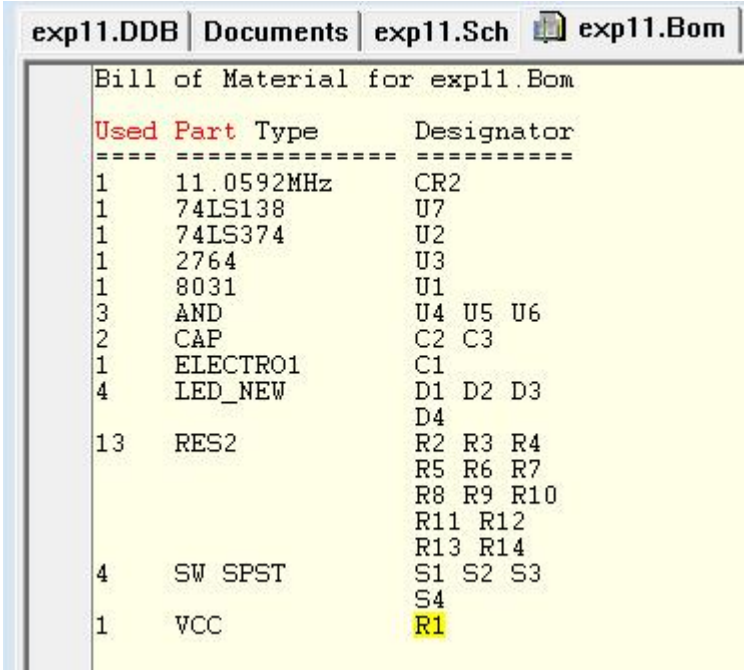 exp11.DDB Documents exp11.Sch exp11.Bom
Bill of Material for exp11.Bom
Used Part Type Designator
==== ============== ==========
1 11.0592MHz CR2
1 74LS138 U7
1 74LS374 U2
1 2764 U3
1 8031 U1
3 AND U4 U5 U6
2 CAP C2 C3
1 ELECTRO1 C1
4 LED_NEW D1 D2 D3
D4
13 RES2 R2 R3 R4
R5 R6 R7
R8 R9 R10
R11 R12
R13 R14
4 SW SPST S1 S2 S3
S4
1 VCC R1